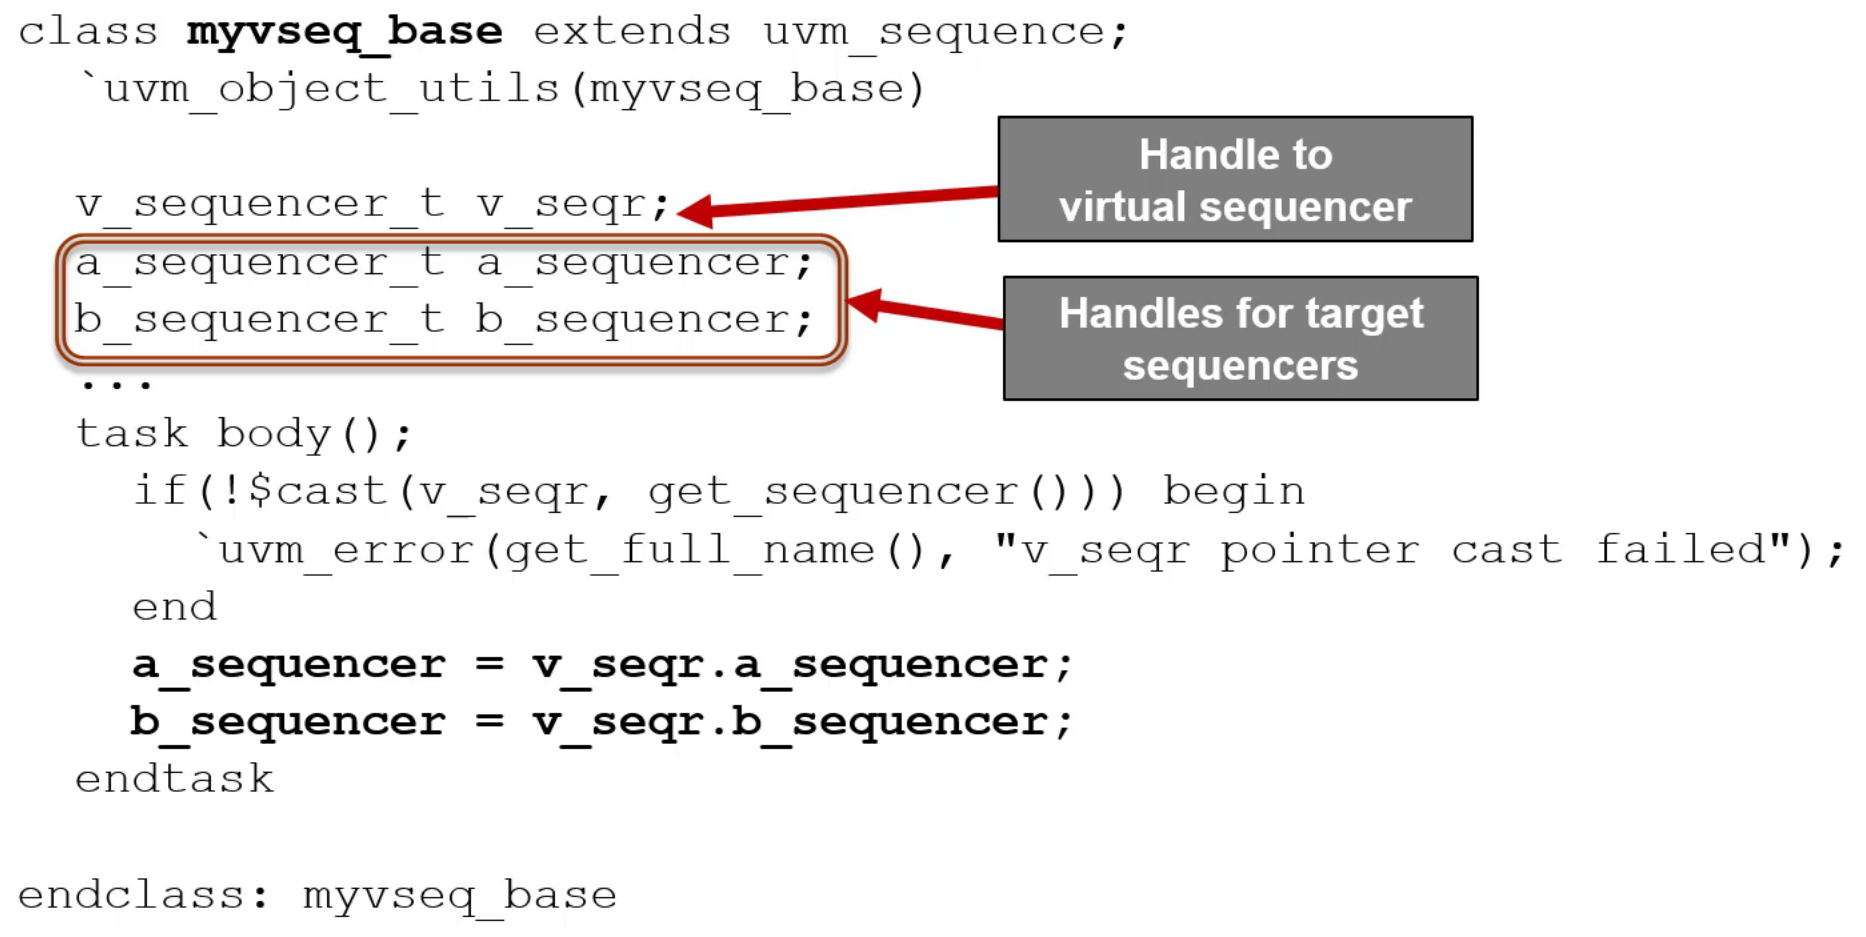 class myvseq_base extends uvm_sequence;
`uvm_object_utils(myvseq_base)
Handle to
virtual sequencer
v_sequencer_t v_seqr;
a_sequencer_t a_sequencer;
b_sequencer_t b_sequencer;
Handles for target
sequencers
...
task body();
if(!$cast(v_seqr, get_sequencer())) begin
`uvm_error(get_full_name(), "v_seqr pointer cast failed");
end
a_sequencer = v_seqr.a_sequencer;
b_sequencer = v_seqr.b_sequencer;
endtask
endclass: myvseq_base